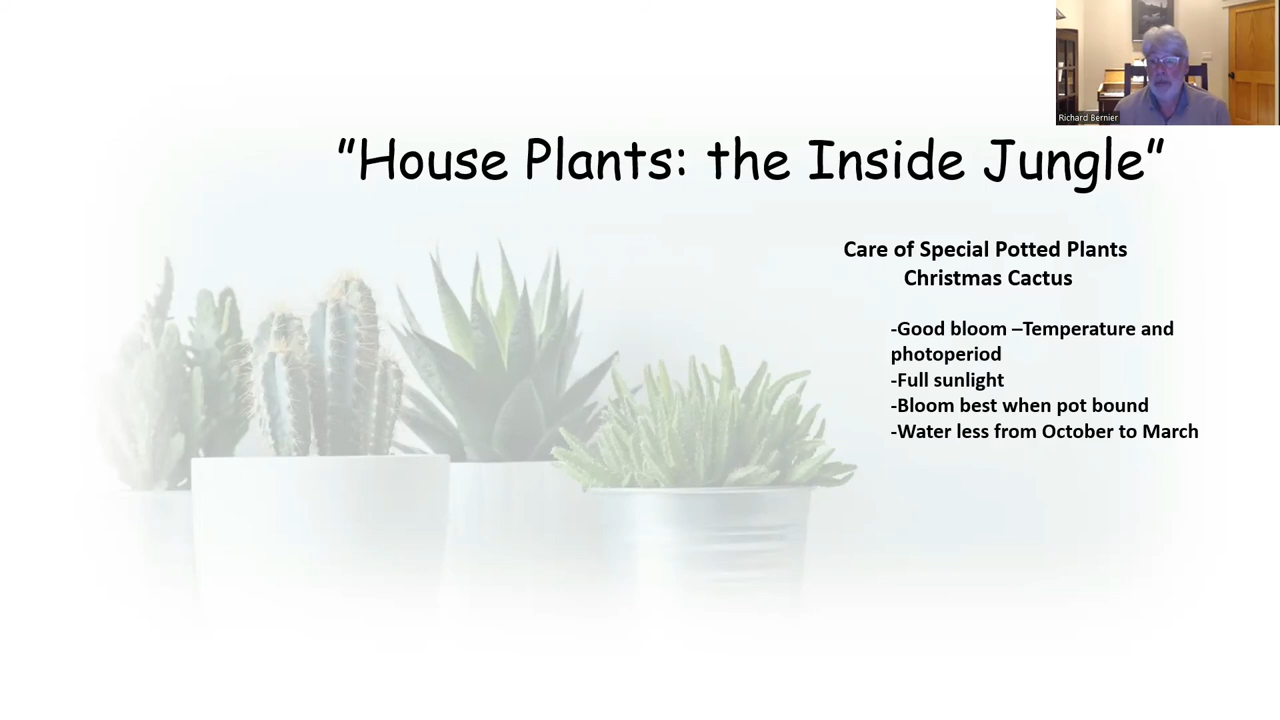 "House Plants: the Inside Jungle"
Care of Special Potted Plants
Christmas Cactus
-Good bloom –Temperature and
photoperiod
-Full sunlight
-Bloom best when pot bound
-Water less from October to March
Richard Bernier